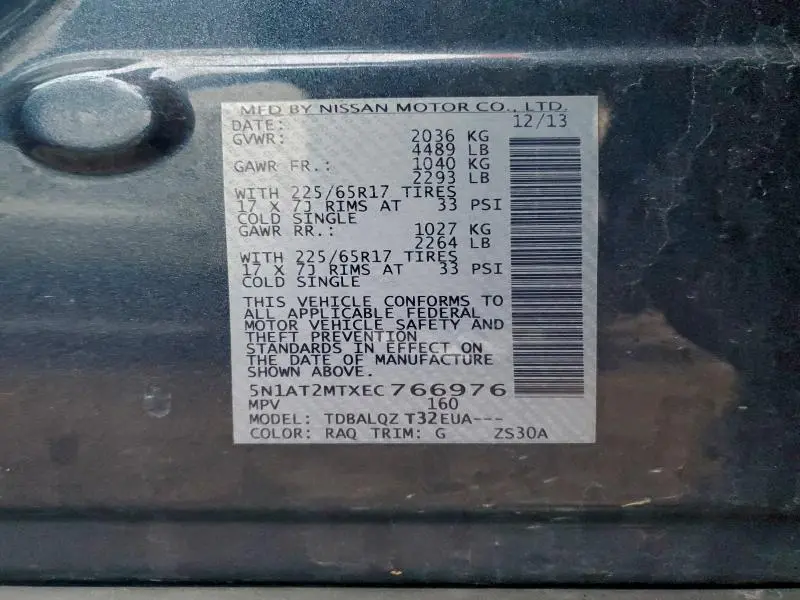 MFD BY NISSAN MOTOR CO., LTD.
DATE: 12/13
GVWR: 2036 KG
4489 LB
GAWR FR.: 1040 KG
2293 LB
WITH 225/65R17 TIRES
17 X 7J RIMS AT 33 PSI
COLD SINGLE
GAWR RR.: 1027 KG
2264 LB
WITH 225/65R17 TIRES
17 X 7J RIMS AT 33 PSI
COLD SINGLE
THIS VEHICLE CONFORMS TO
ALL APPLICABLE FEDERAL
MOTOR VEHICLE SAFETY AND
THEFT PREVENTION
STANDARDS IN EFFECT ON
THE DATE OF MANUFACTURE
SHOWN ABOVE.
5N1AT2MTXEC766976
MPV 160
MODEL: TDBALQZ T32EUA---
COLOR: RAQ TRIM: G ZS30A